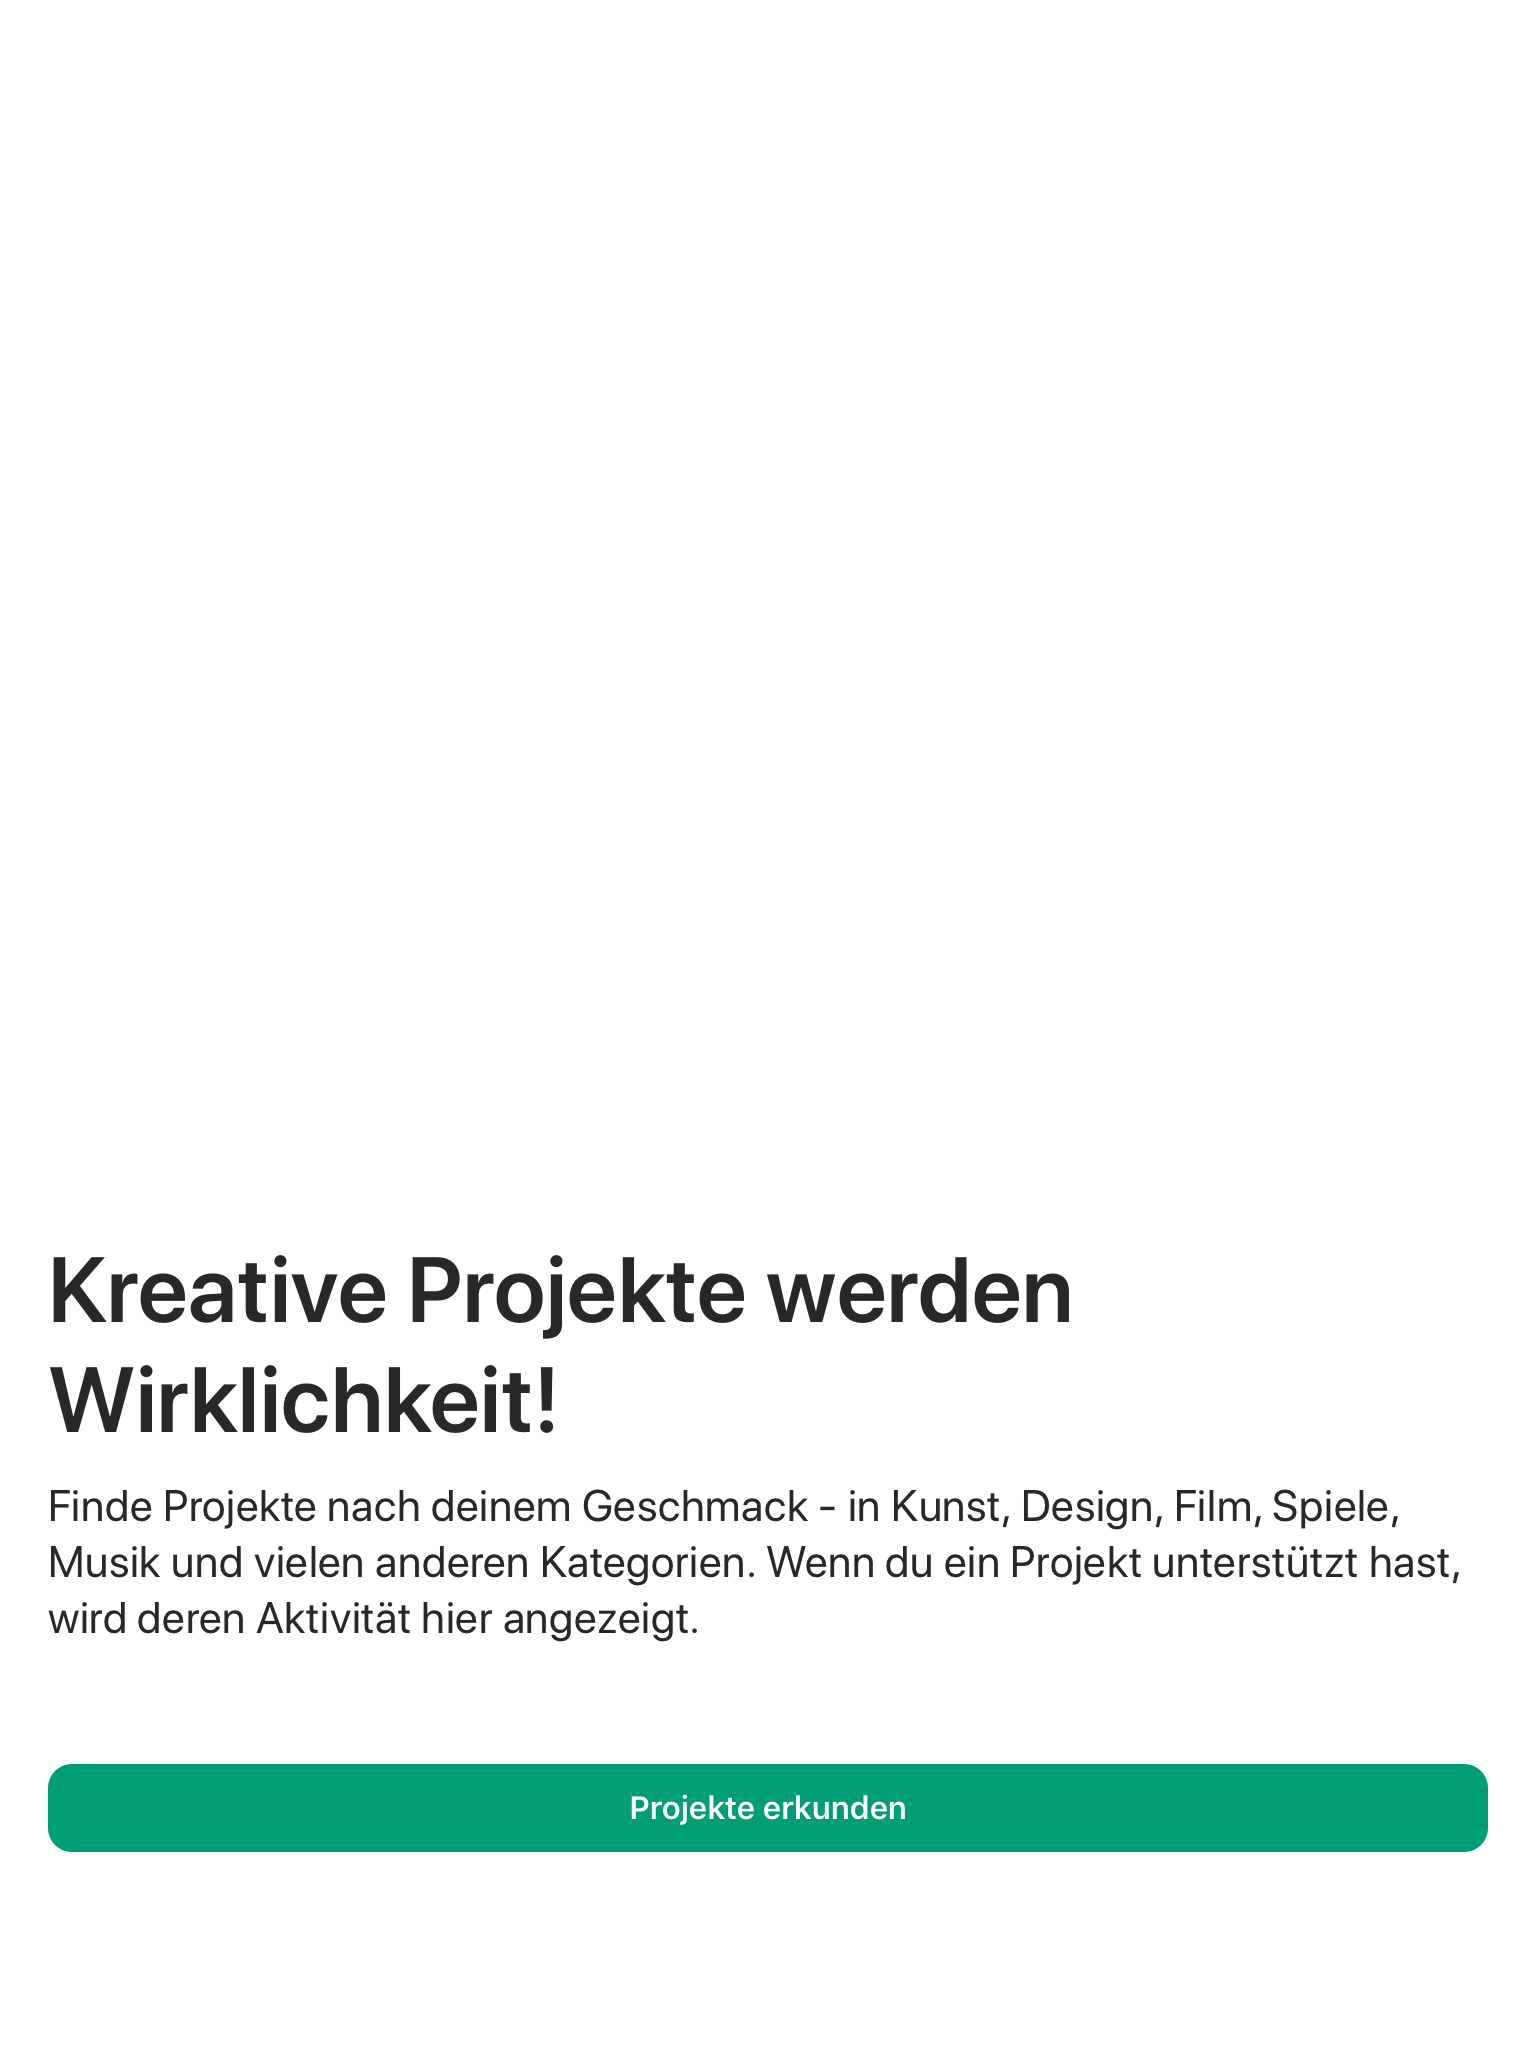 Kreative Projekte werden
Wirklichkeit!
Finde Projekte nach deinem Geschmack - in Kunst, Design, Film, Spiele,
Musik und vielen anderen Kategorien. Wenn du ein Projekt unterstützt hast,
wird deren Aktivität hier angezeigt.
Projekte erkunden